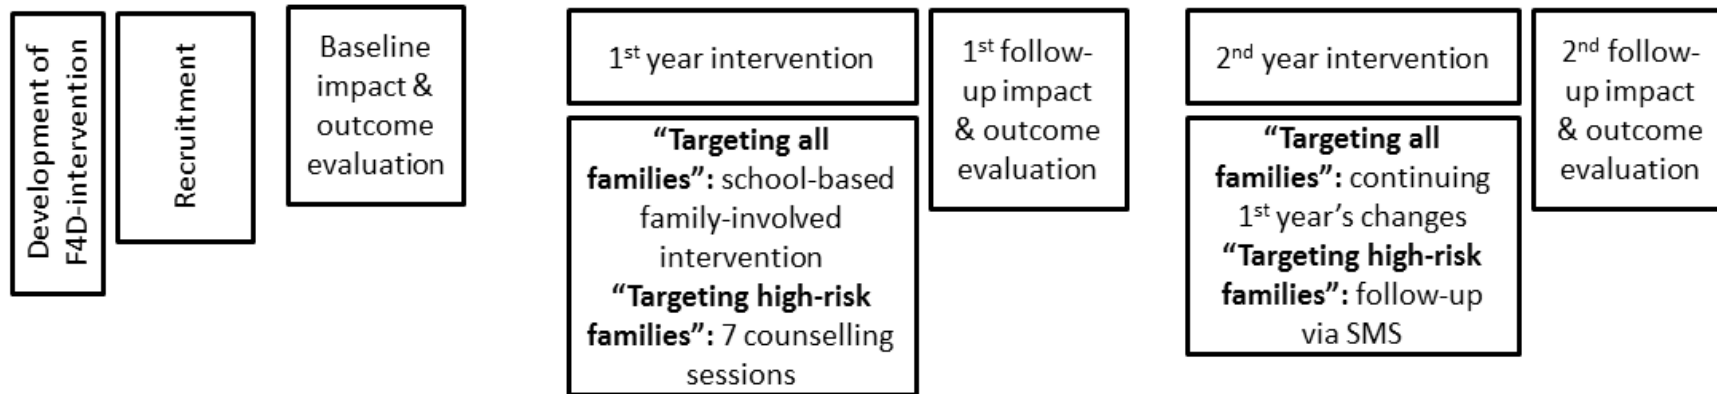 Development of
F4D-intervention
Recruitment
Baseline
impact &
outcome
evaluation
1st year intervention
“Targeting all
families”: school-based
family-involved
intervention
“Targeting high-risk
families”: 7 counselling
sessions
1st follow-
up impact
& outcome
evaluation
2nd year intervention
“Targeting all
families”: continuing
1st year’s changes
“Targeting high-risk
families”: follow-up
via SMS
2nd follow-
up impact
& outcome
evaluation